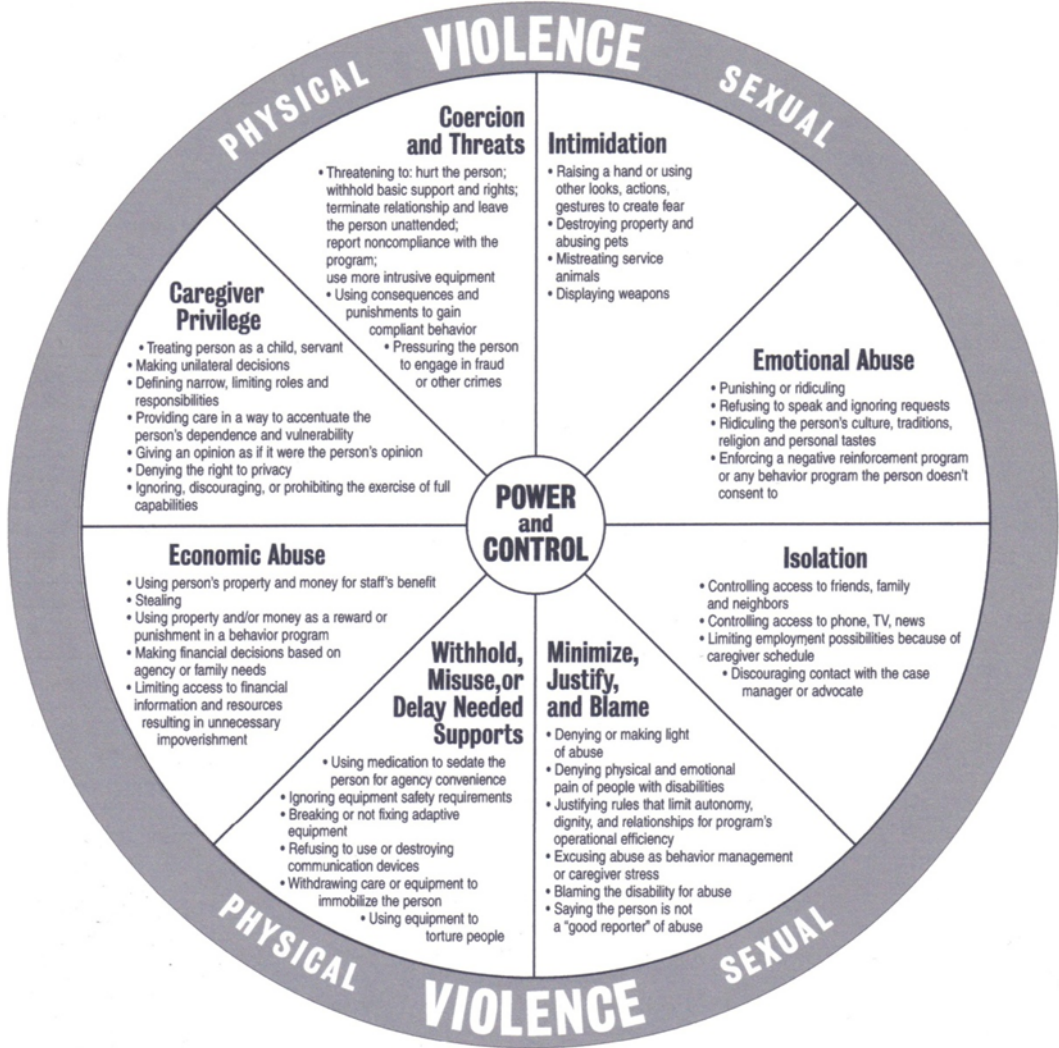 VIOLENCE
PHYSICAL
SEXUAL
Coercion
and Threats
• Threatening to: hurt the person;
withhold basic support and rights;
terminate relationship and leave
the person unattended;
report noncompliance with the
program;
use more intrusive equipment
• Using consequences and
punishments to gain
compliant behavior
• Pressuring the person
to engage in fraud
or other crimes
Intimidation
• Raising a hand or using
other looks, actions,
gestures to create fear
• Destroying property and
abusing pets
• Mistreating service
animals
• Displaying weapons
Caregiver
Privilege
• Treating person as a child, servant
• Making unilateral decisions
• Defining narrow, limiting roles and
responsibilities
• Providing care in a way to accentuate the
person's dependence and vulnerability
• Giving an opinion as if it were the person's opinion
• Denying the right to privacy
• Ignoring, discouraging, or prohibiting the exercise of full
capabilities
Emotional Abuse
• Punishing or ridiculing
• Refusing to speak and ignoring requests
• Ridiculing the person's culture, traditions,
religion and personal tastes
• Enforcing a negative reinforcement program
or any behavior program the person doesn't
consent to
POWER
and
CONTROL
Economic Abuse
• Using person's property and money for staff's benefit
• Stealing
• Using property and/or money as a reward or
punishment in a behavior program
• Making financial decisions based on
agency or family needs
• Limiting access to financial
information and resources
resulting in unnecessary
impoverishment
Isolation
• Controlling access to friends, family
and neighbors
• Controlling access to phone, TV, news
• Limiting employment possibilities because of
caregiver schedule
• Discouraging contact with the case
manager or advocate
Withhold,
Misuse,or
Delay Needed
Supports
• Using medication to sedate the
person for agency convenience
• Ignoring equipment safety requirements
• Breaking or not fixing adaptive
equipment
• Refusing to use or destroying
communication devices
• Withdrawing care or equipment to
immobilize the person
• Using equipment to
torture people
Minimize,
Justify,
and Blame
• Denying or making light
of abuse
• Denying physical and emotional
pain of people with disabilities
• Justifying rules that limit autonomy,
dignity, and relationships for program's
operational efficiency
• Excusing abuse as behavior management
or caregiver stress
• Blaming the disability for abuse
• Saying the person is not
a "good reporter" of abuse
PHYSICAL
SEXUAL
VIOLENCE